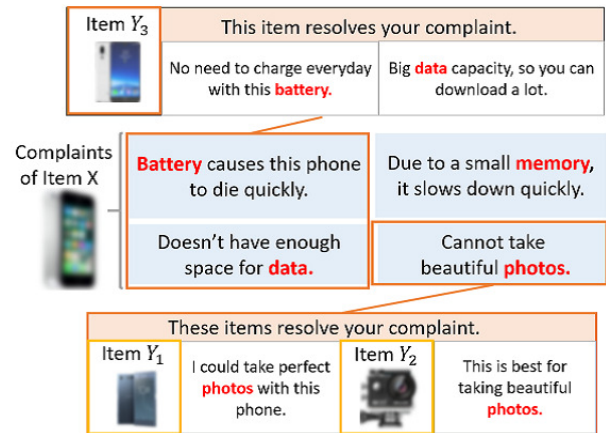 Item Y₃
This item resolves your complaint.
No need to charge everyday
with this battery.
Big data capacity, so you can
download a lot.
Complaints
of Item X
Battery causes this phone
to die quickly.
Due to a small memory,
it slows down quickly.
Doesn't have enough
space for data.
Cannot take
beautiful photos.
These items resolve your complaint.
Item Y₁
I could take perfect
photos with this
phone.
Item Y₂
This is best for
taking beautiful
photos.